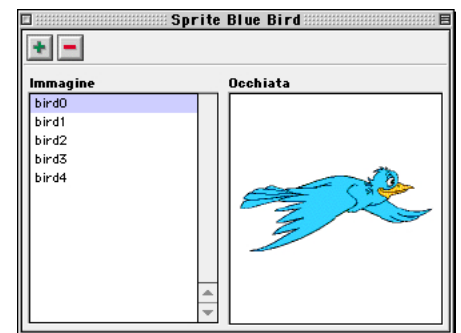 Sprite Blue Bird
Immagine
Occhiata
bird0
bird1
bird2
bird3
bird4